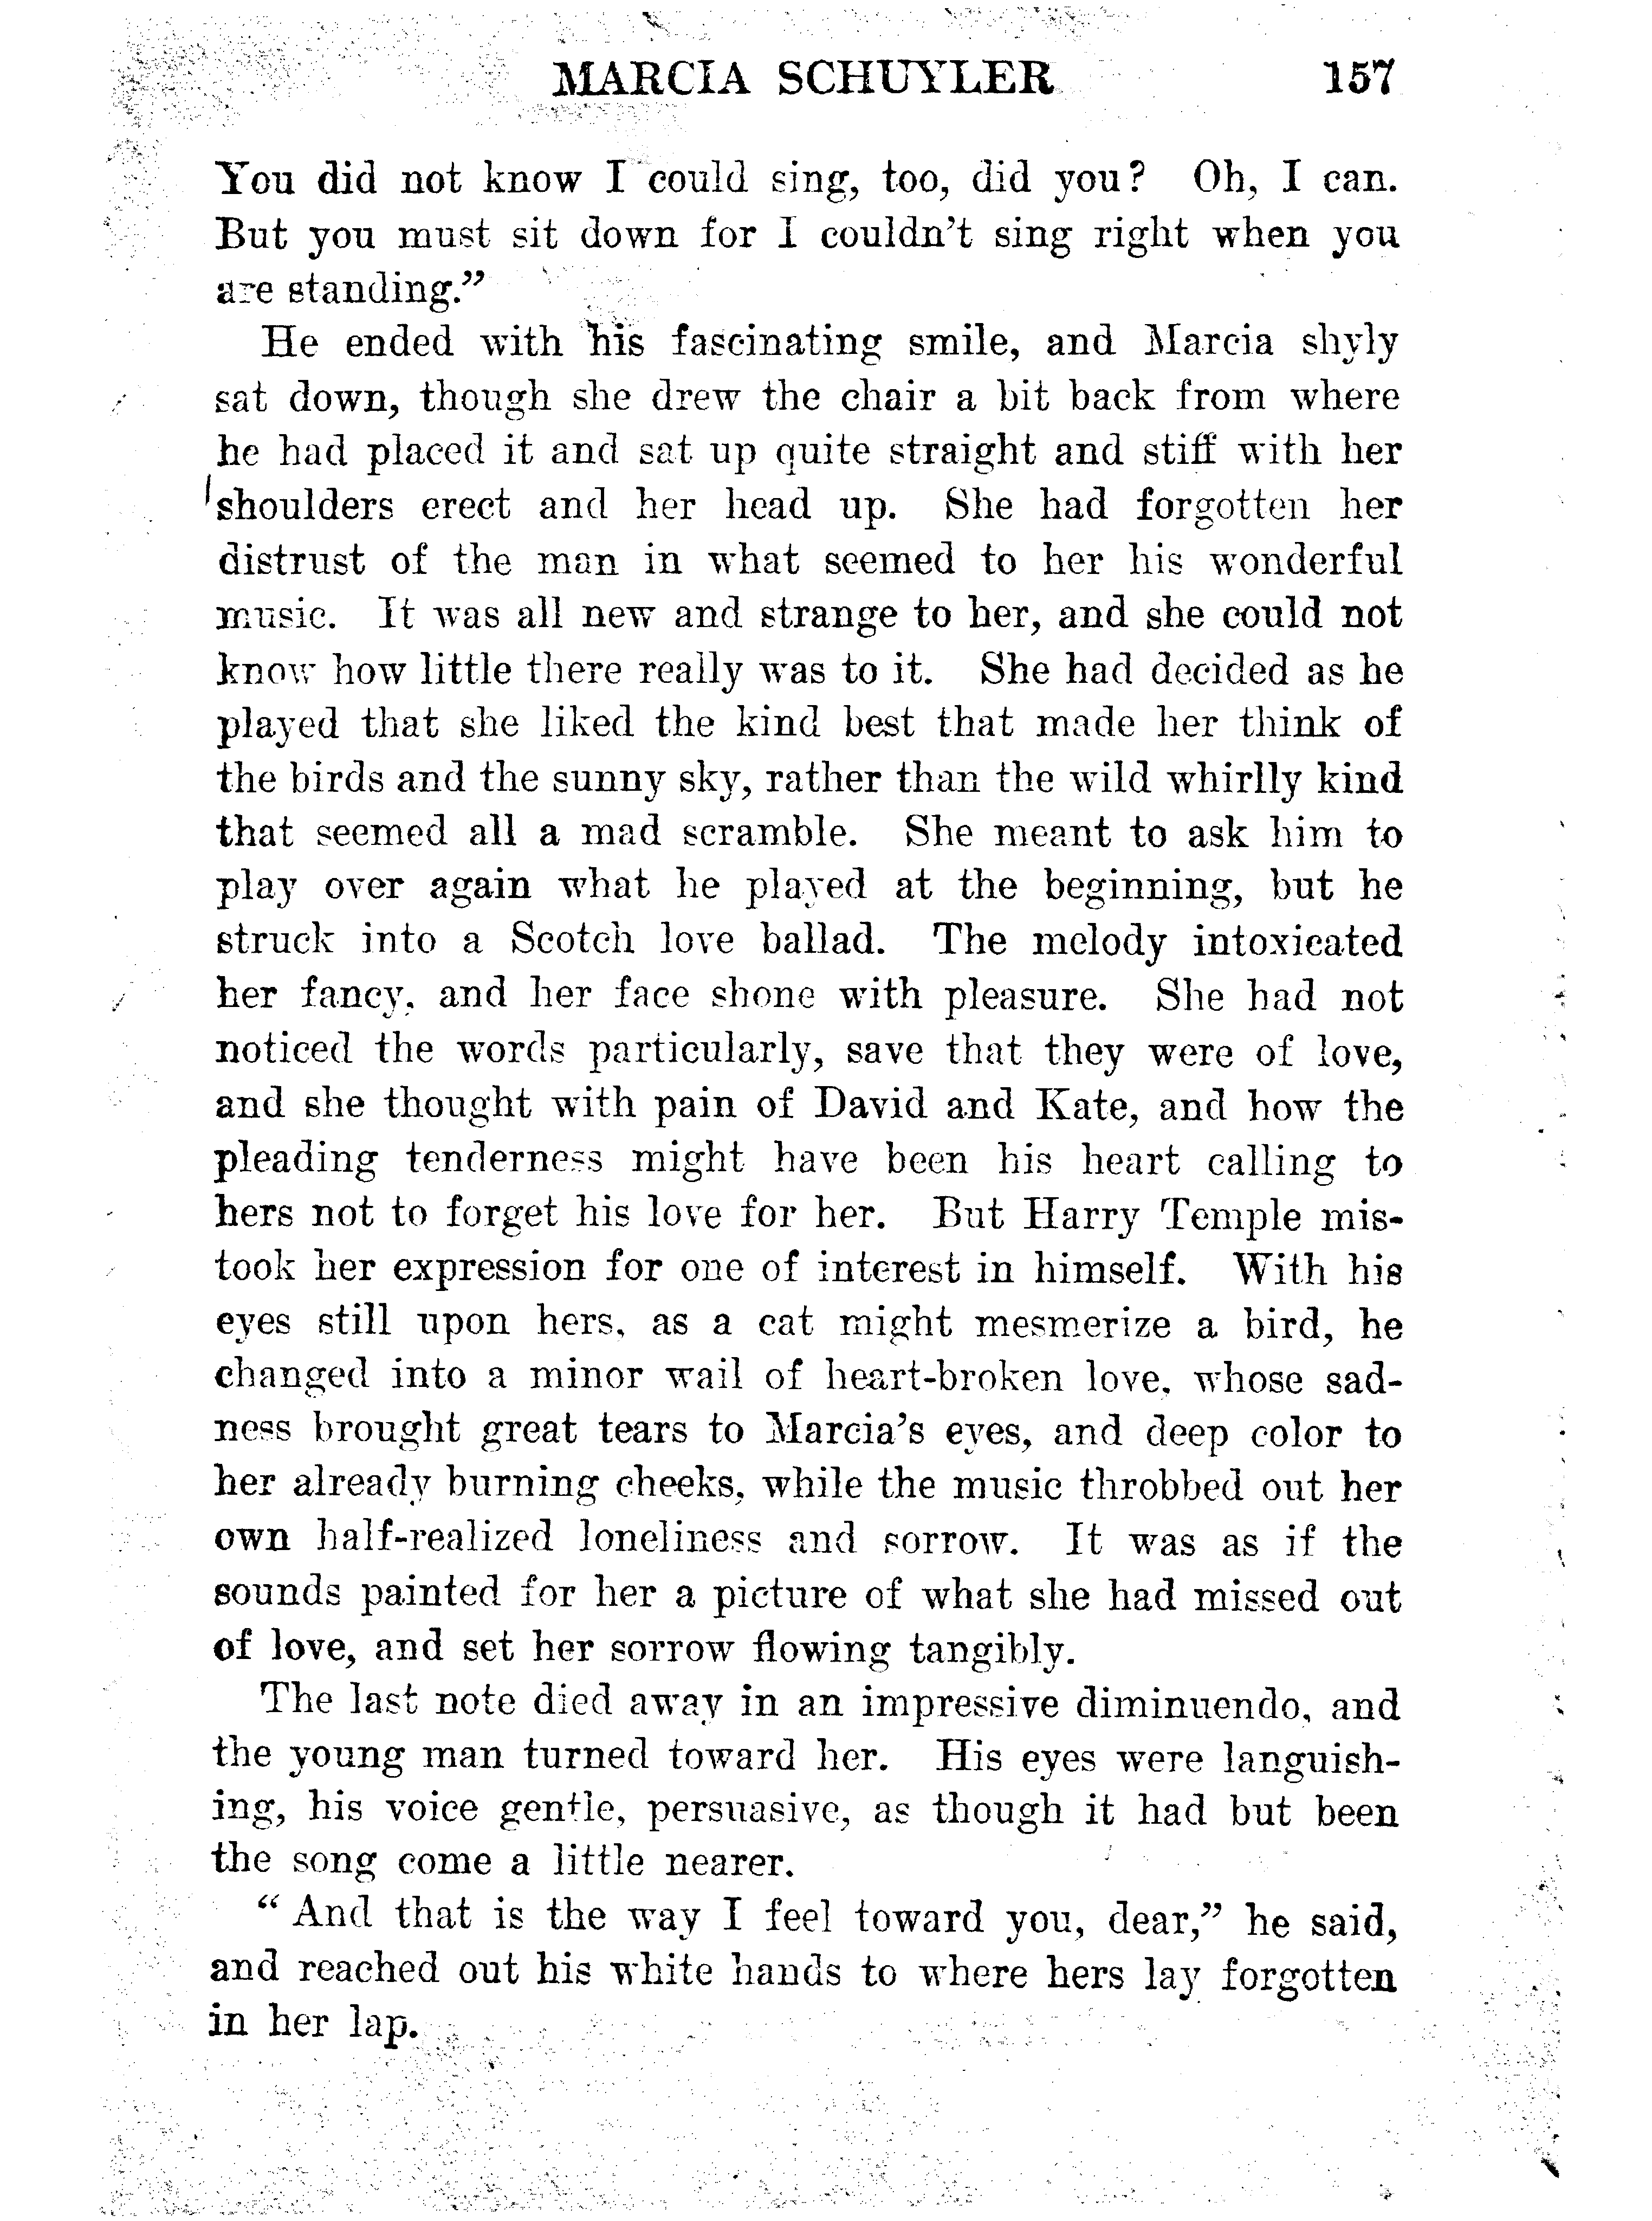 MARCIA SCHUYLER 157
You did not know I could sing, too, did you? Oh, I can.
But you must sit down for I couldn't sing right when you
are standing."
He ended with his fascinating smile, and Marcia shyly
sat down, though she drew the chair a bit back from where
he had placed it and sat up quite straight and stiff with her
shoulders erect and her head up. She had forgotten her
distrust of the man in what seemed to her his wonderful
music. It was all new and strange to her, and she could not
know how little there really was to it. She had decided as he
played that she liked the kind best that made her think of
the birds and the sunny sky, rather than the wild whirlly kind
that seemed all a mad scramble. She meant to ask him to
play over again what he played at the beginning, but he
struck into a Scotch love ballad. The melody intoxicated
her fancy, and her face shone with pleasure. She had not
noticed the words particularly, save that they were of love,
and she thought with pain of David and Kate, and how the
pleading tenderness might have been his heart calling to
hers not to forget his love for her. But Harry Temple mis-
took her expression for one of interest in himself. With his
eyes still upon hers, as a cat might mesmerize a bird, he
changed into a minor wail of heart-broken love, whose sad-
ness brought great tears to Marcia's eyes, and deep color to
her already burning cheeks, while the music throbbed out her
own half-realized loneliness and sorrow. It was as if the
sounds painted for her a picture of what she had missed out
of love, and set her sorrow flowing tangibly.
The last note died away in an impressive diminuendo, and
the young man turned toward her. His eyes were languish-
ing, his voice gentle, persuasive, as though it had but been
the song come a little nearer.
"And that is the way I feel toward you, dear," he said,
and reached out his white hands to where hers lay forgotten
in her lap.